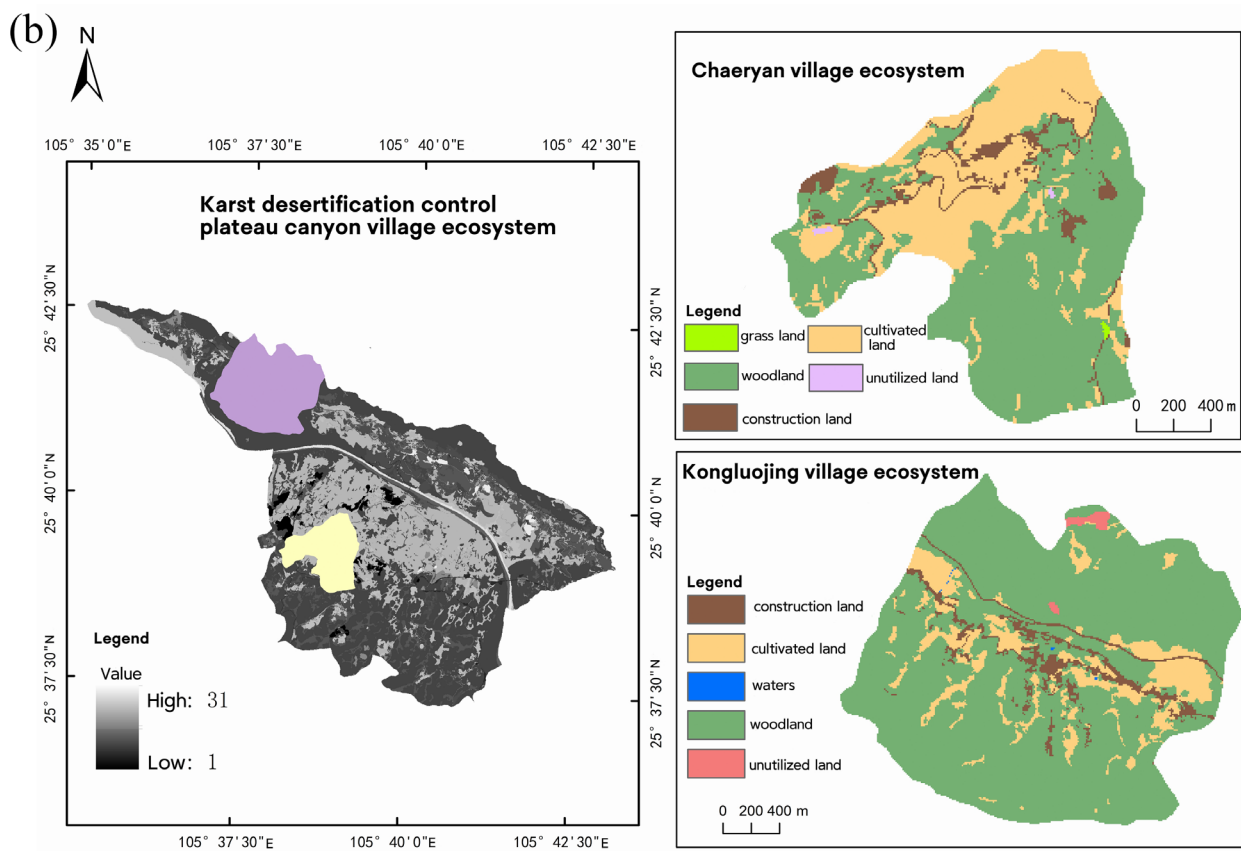 (b)
N
105° 35′ 0″E
105° 37′ 30″E
105° 40′ 0″E
105° 42′ 30″E
Karst desertification control
plateau canyon village ecosystem
25° 42′ 30″N
25° 40′ 0″N
25° 37′ 30″N
25° 42′ 30″N
25° 40′ 0″N
25° 37′ 30″N
Legend
Value
High: 31
Low: 1
105° 37′ 30″E
105° 40′ 0″E
105° 42′ 30″E
Chaeryan village ecosystem
Legend
grass land
cultivated
land
woodland
unutilized land
construction land
0 200 400 m
Kongluojing village ecosystem
Legend
construction land
cultivated land
waters
woodland
unutilized land
0 200 400 m